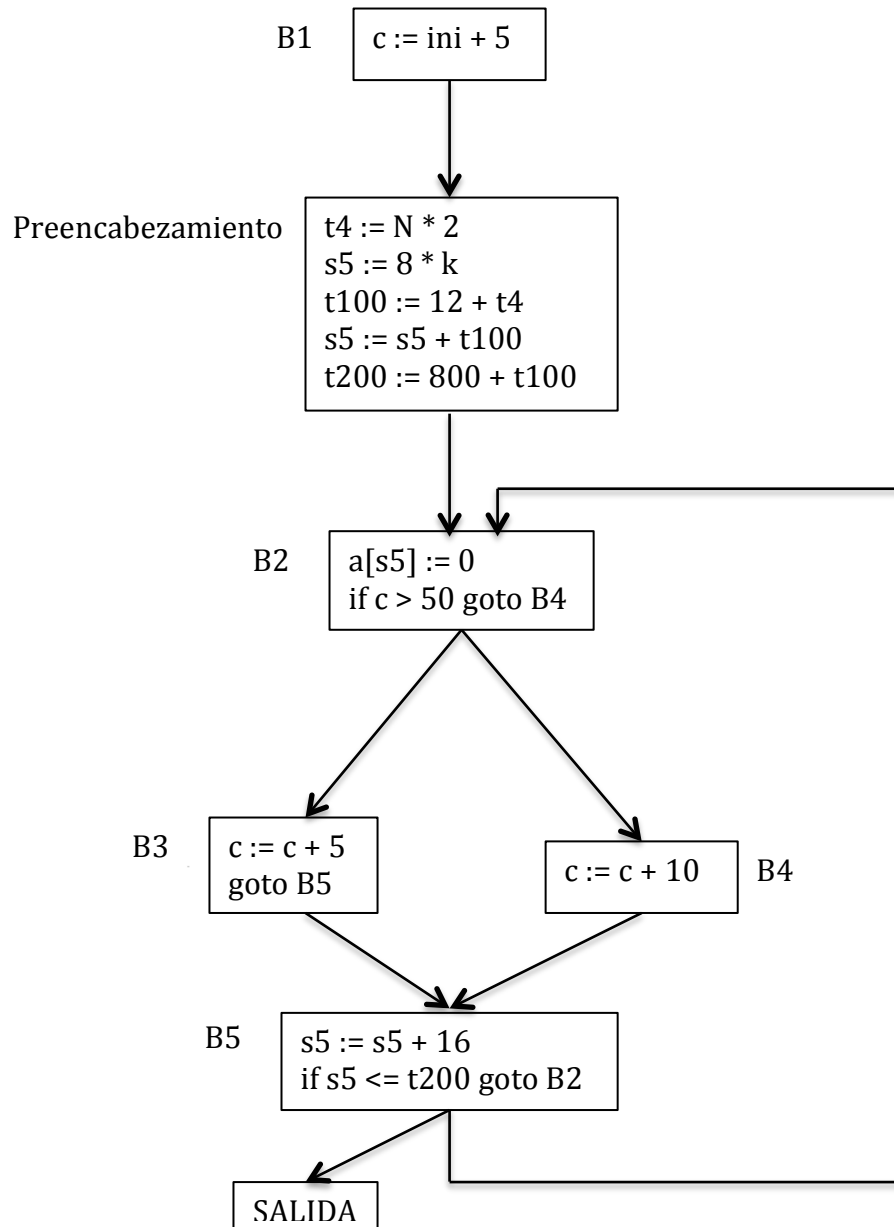 B1
c := ini + 5
Preencabezamiento
t4 := N * 2
s5 := 8 * k
t100 := 12 + t4
s5 := s5 + t100
t200 := 800 + t100
B2
a[s5] := 0
if c > 50 goto B4
B3
c := c + 5
goto B5
c := c + 10
B4
B5
s5 := s5 + 16
if s5 <= t200 goto B2
SALIDA